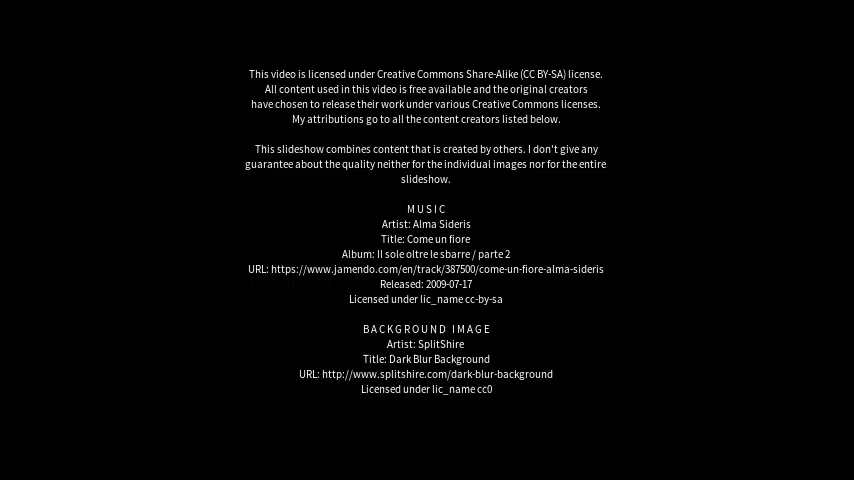 This video is licensed under Creative Commons Share-Alike (CC BY-SA) license.
All content used in this video is free available and the original creators
have chosen to release their work under various Creative Commons licenses.
My attributions go to all the content creators listed below.
This slideshow combines content that is created by others. I don't give any
guarantee about the quality neither for the individual images nor for the entire
slideshow.
MUSIC
Artist: Alma Sideris
Title: Come un fiore
Album: Il sole oltre le sbarre / parte 2
URL: https://www.jamendo.com/en/track/387500/come-un-fiore-alma-sideris
Released: 2009-07-17
Licensed under lic_name cc-by-sa
BACKGROUND IMAGE
Artist: SplitShire
Title: Dark Blur Background
URL: http://www.splitshire.com/dark-blur-background
Licensed under lic_name cc0